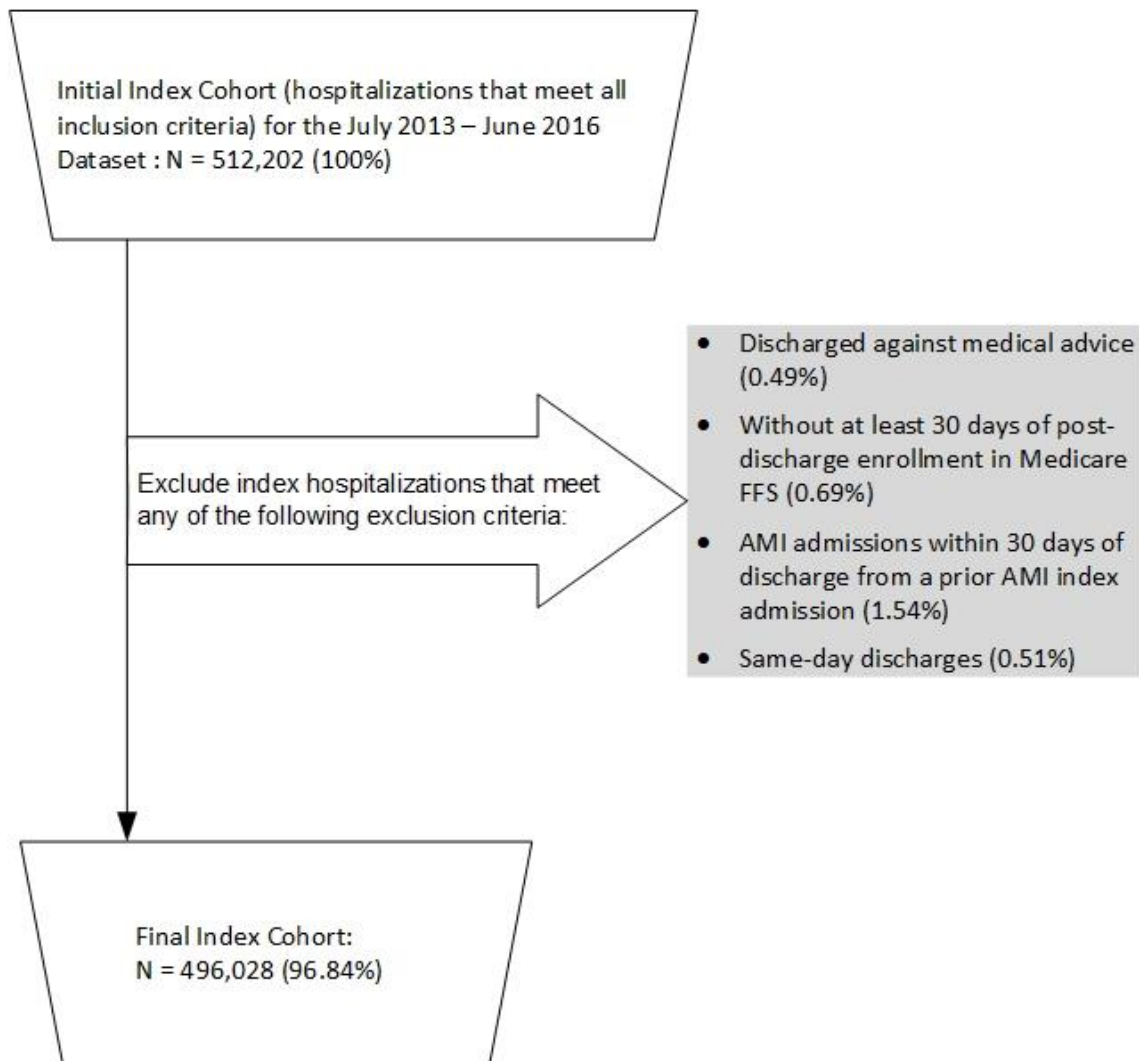 Initial Index Cohort (hospitalizations that meet all
inclusion criteria) for the July 2013 – June 2016
Dataset : N = 512,202 (100%)
Exclude index hospitalizations that meet
any of the following exclusion criteria:
• Discharged against medical advice
(0.49%)
• Without at least 30 days of post-
discharge enrollment in Medicare
FFS (0.69%)
• AMI admissions within 30 days of
discharge from a prior AMI index
admission (1.54%)
• Same-day discharges (0.51%)
Final Index Cohort:
N = 496,028 (96.84%)